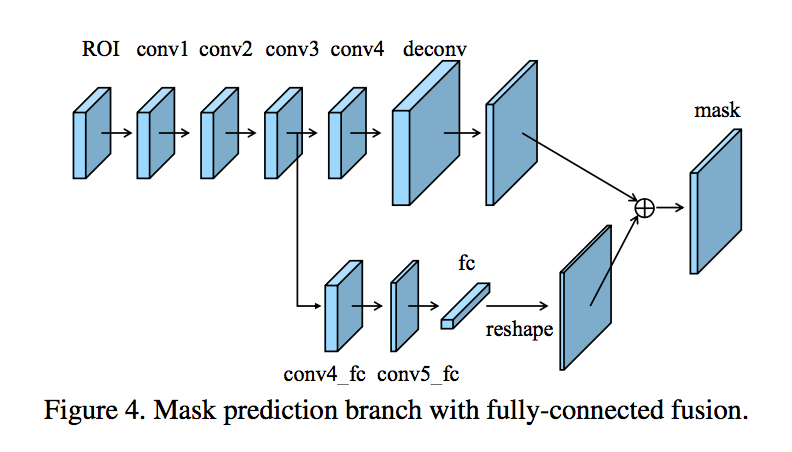 ROI conv1 conv2 conv3 conv4 deconv
mask
fc
reshape
conv4_fc conv5_fc
Figure 4. Mask prediction branch with fully-connected fusion.